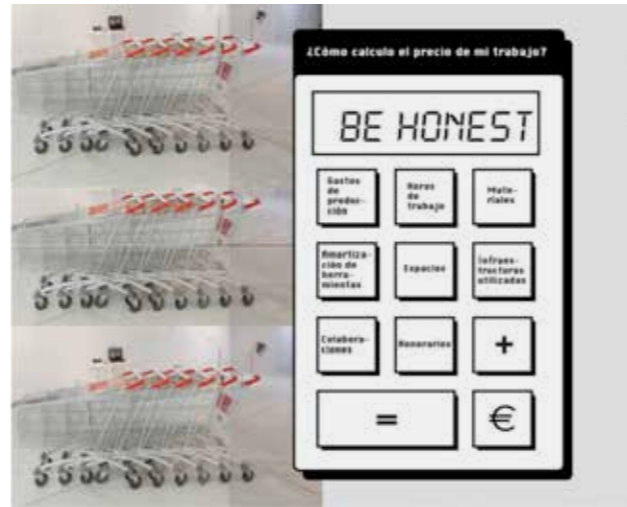 ¿Cómo calculo el precio de mi trabajo?
BE HONEST
Gastos
de
produc-
ción
Horas
de
trabajo
Mate-
riales
Amortiza-
ción de
herra-
mientas
Espacios
Infraes-
tructuras
utilizadas
Colabora-
ciones
Honorarios
+
=
€